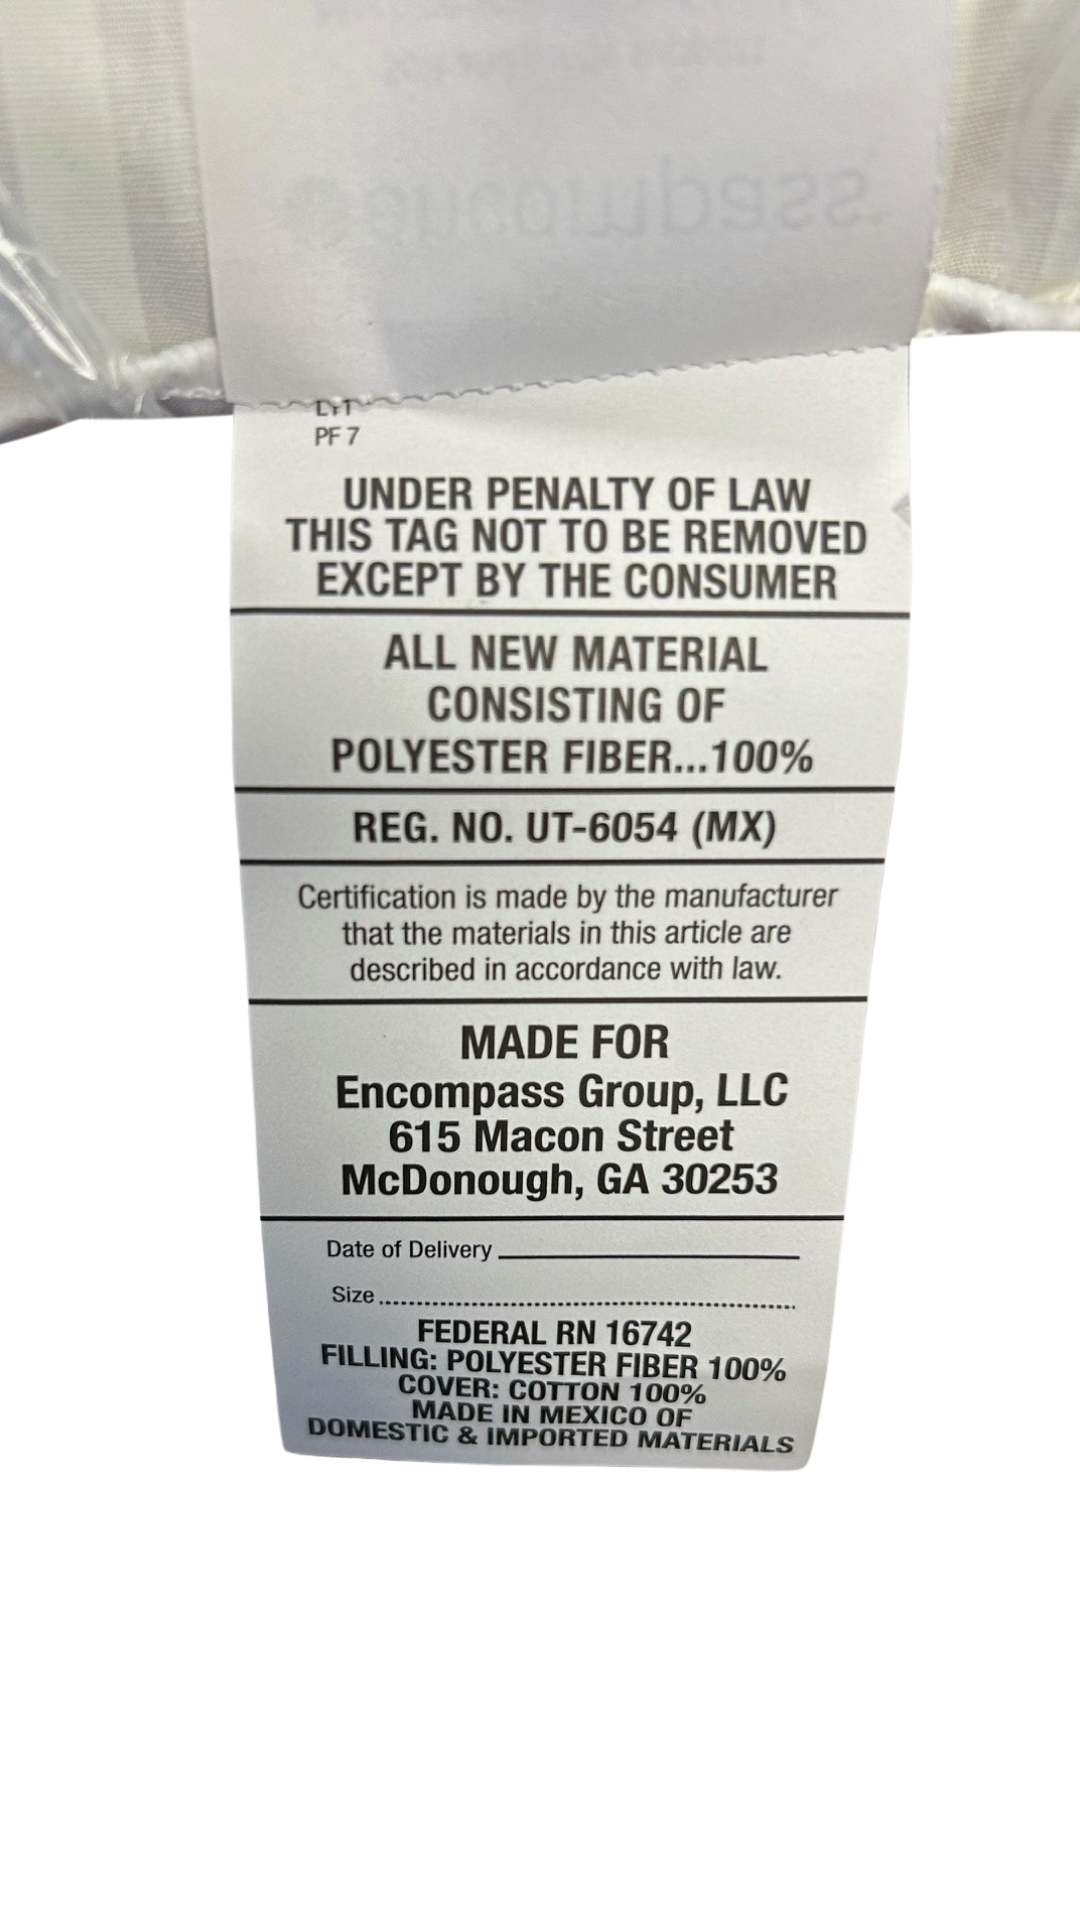 encompass
LYT
PF 7
UNDER PENALTY OF LAW
THIS TAG NOT TO BE REMOVED
EXCEPT BY THE CONSUMER
ALL NEW MATERIAL
CONSISTING OF
POLYESTER FIBER...100%
REG. NO. UT-6054 (MX)
Certification is made by the manufacturer
that the materials in this article are
described in accordance with law.
MADE FOR
Encompass Group, LLC
615 Macon Street
McDonough, GA 30253
Date of Delivery
Size
FEDERAL RN 16742
FILLING: POLYESTER FIBER 100%
COVER: COTTON 100%
MADE IN MEXICO OF
DOMESTIC & IMPORTED MATERIALS